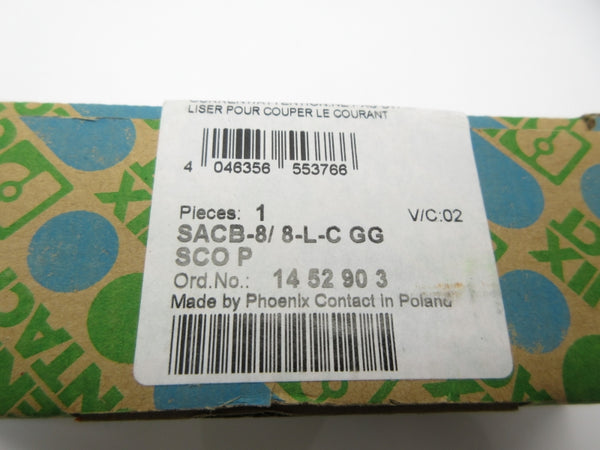 LISER POUR COUPER LE COURANT
4 046356 553766
Pieces: 1 V/C:02
SACB-8/ 8-L-C GG
SCO P
Ord.No.: 14 52 90 3
Made by Phoenix Contact in Poland